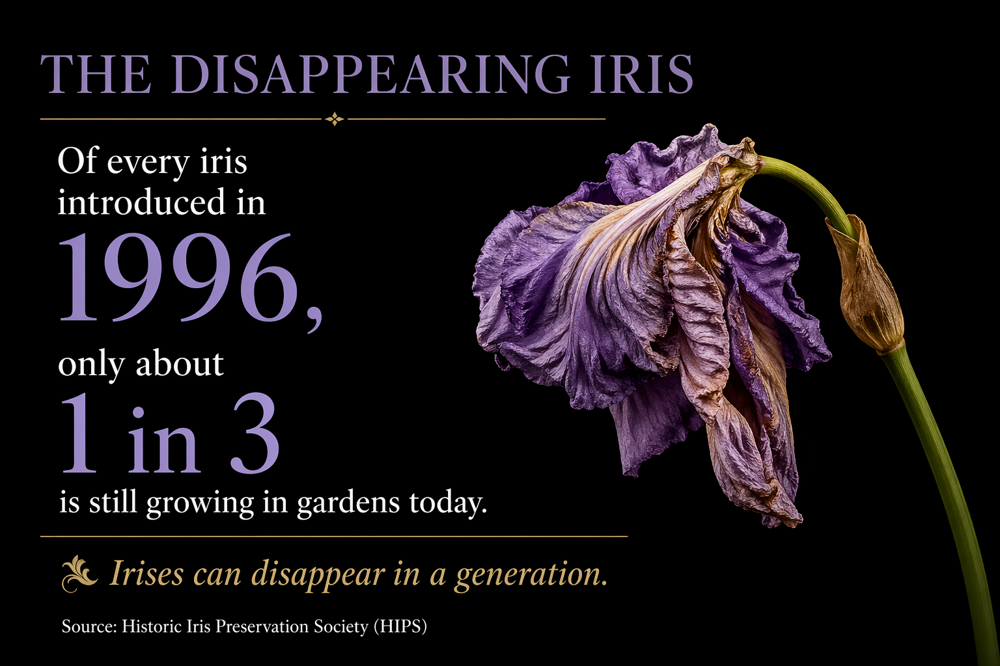 THE DISAPPEARING IRIS
Of every iris
introduced in
1996,
only about
1 in 3
is still growing in gardens today.
Irises can disappear in a generation.
Source: Historic Iris Preservation Society (HIPS)